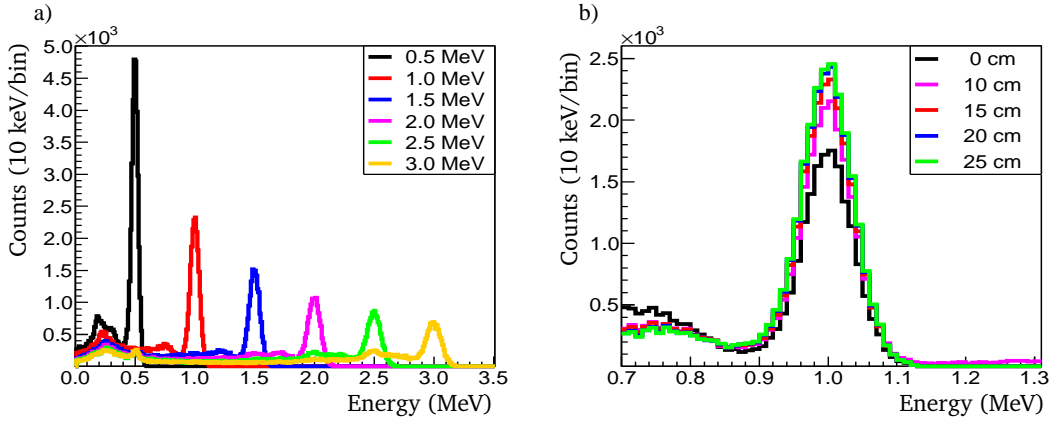 a)
×10³
Counts (10 keV/bin)
5.0
4.5
4.0
3.5
3.0
2.5
2.0
1.5
1.0
0.5
0.0
0.5
1.0
1.5
2.0
2.5
3.0
3.5
Energy (MeV)
0.5 MeV
1.0 MeV
1.5 MeV
2.0 MeV
2.5 MeV
3.0 MeV
b)
×10³
Counts (10 keV/bin)
2.5
2.0
1.5
1.0
0.5
0.7
0.8
0.9
1.0
1.1
1.2
1.3
Energy (MeV)
0 cm
10 cm
15 cm
20 cm
25 cm